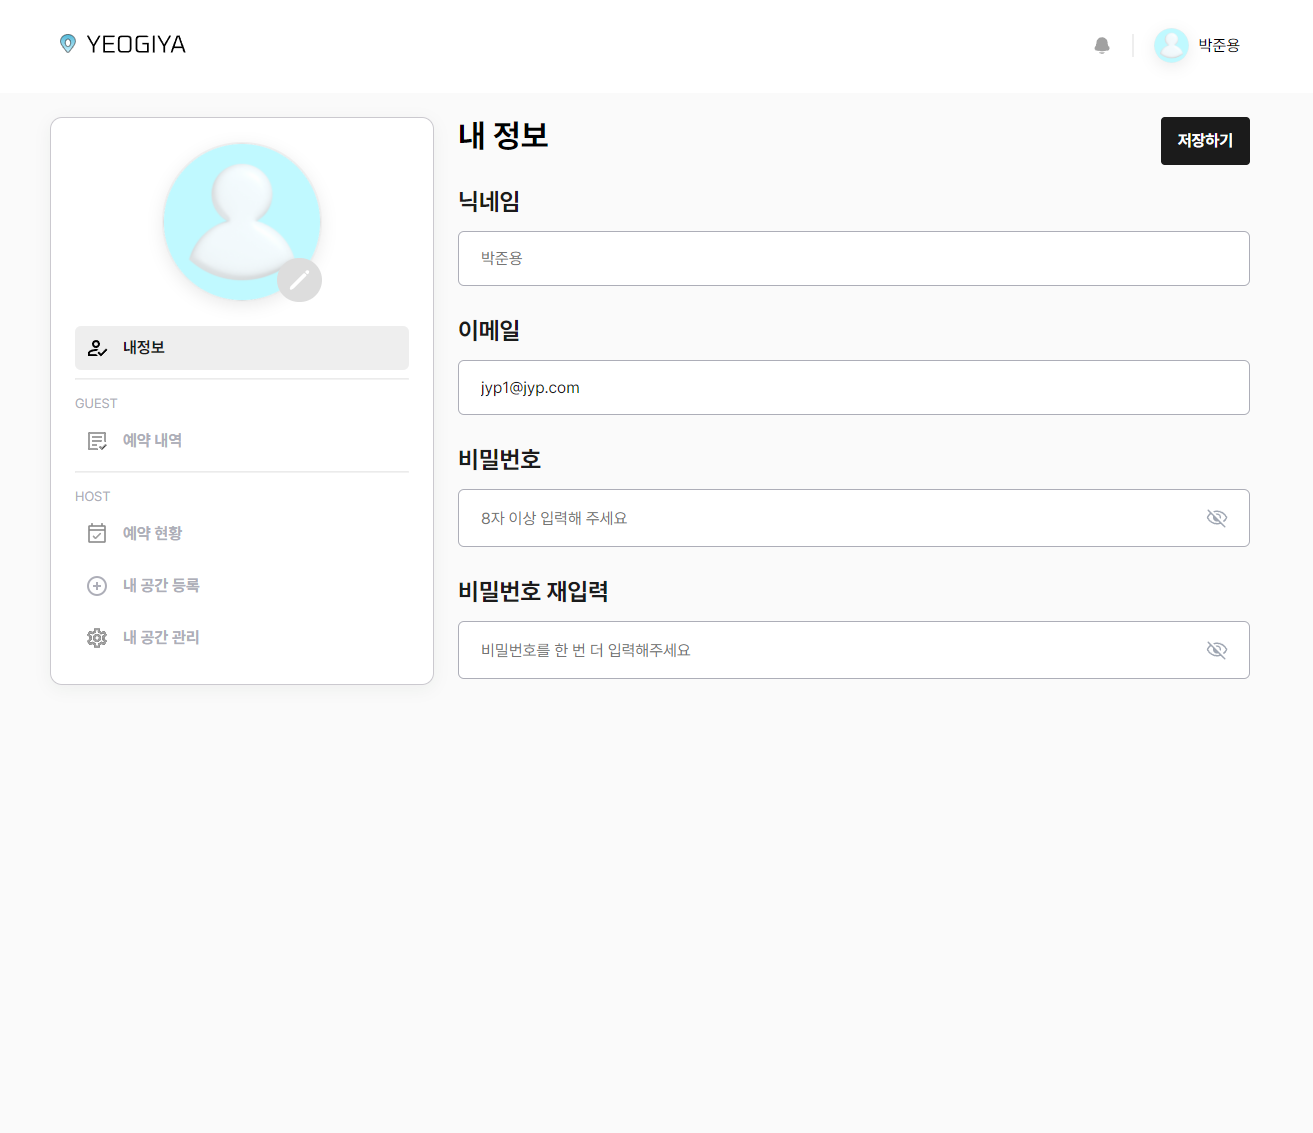 YEOGIYA
박준용
내정보
GUEST
예약 내역
HOST
예약 현황
내 공간 등록
내 공간 관리
내 정보
저장하기
닉네임
박준용
이메일
jyp1@jyp.com
비밀번호
8자 이상 입력해 주세요
비밀번호 재입력
비밀번호를 한 번 더 입력해주세요